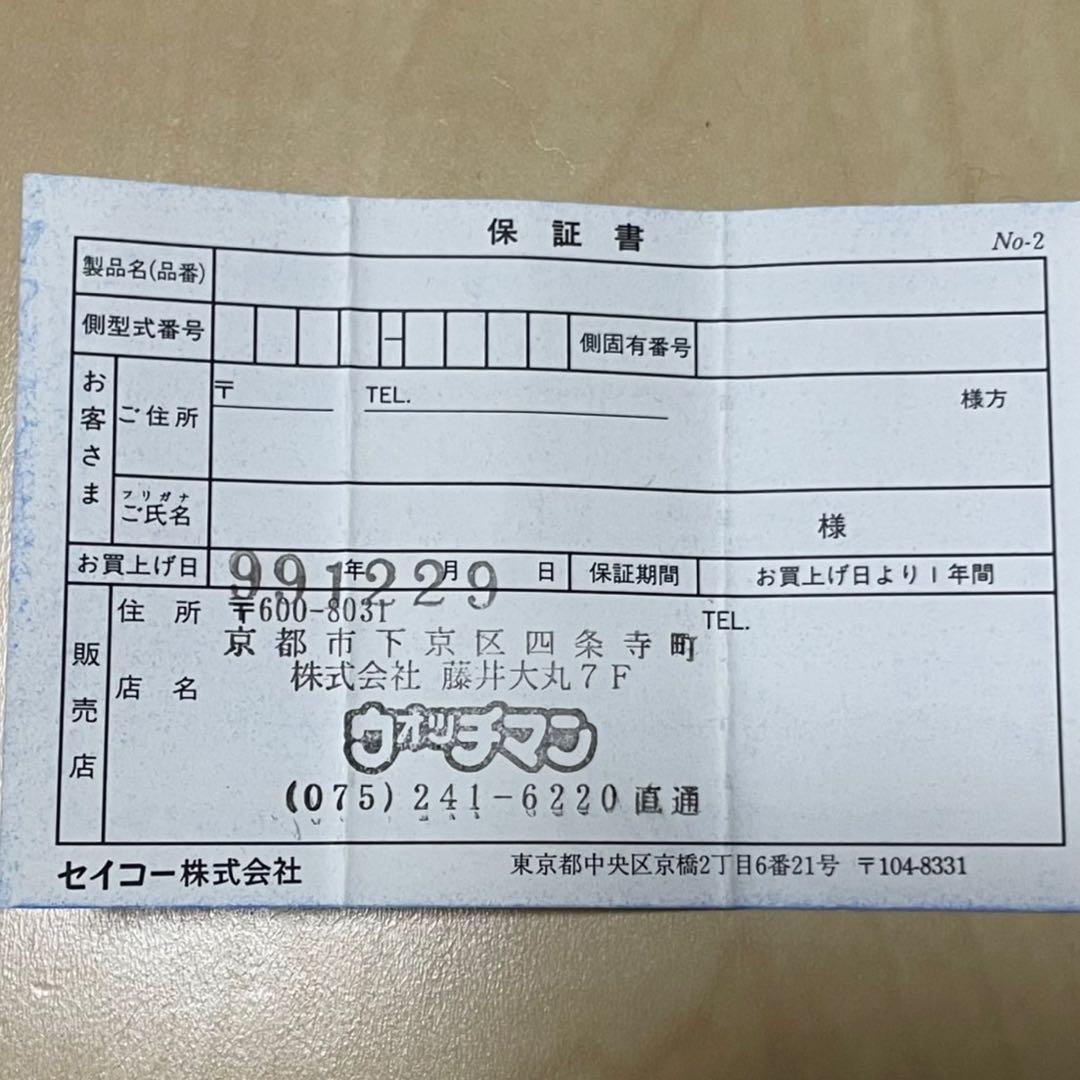 保証書
No-2
製品名(品番)
側型式番号 - 側固有番号
お客さま
ご住所 〒 TEL. 様方
フリガナ
ご氏名 様
お買上げ日 991229 年 月 日 保証期間 お買上げ日より1年間
販売店
住所 〒600-8031 TEL.
京都市下京区四条寺町
店名 株式会社 藤井大丸7F
ウオッチマン
(075)241-6220直通
セイコー株式会社 東京都中央区京橋2丁目6番21号 〒104-8331